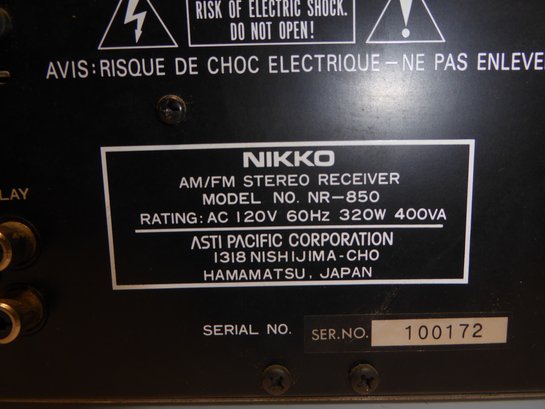 RISK OF ELECTRIC SHOCK.
DO NOT OPEN!
AVIS: RISQUE DE CHOC ELECTRIQUE — NE PAS ENLEVE
NIKKO
AM/FM STEREO RECEIVER
MODEL NO. NR-850
RATING: AC 120V 60Hz 320W 400VA
ASTI PACIFIC CORPORATION
1318 NISHIJIMA-CHO
HAMAMATSU, JAPAN
LAY
SERIAL NO. SER.NO. 100172